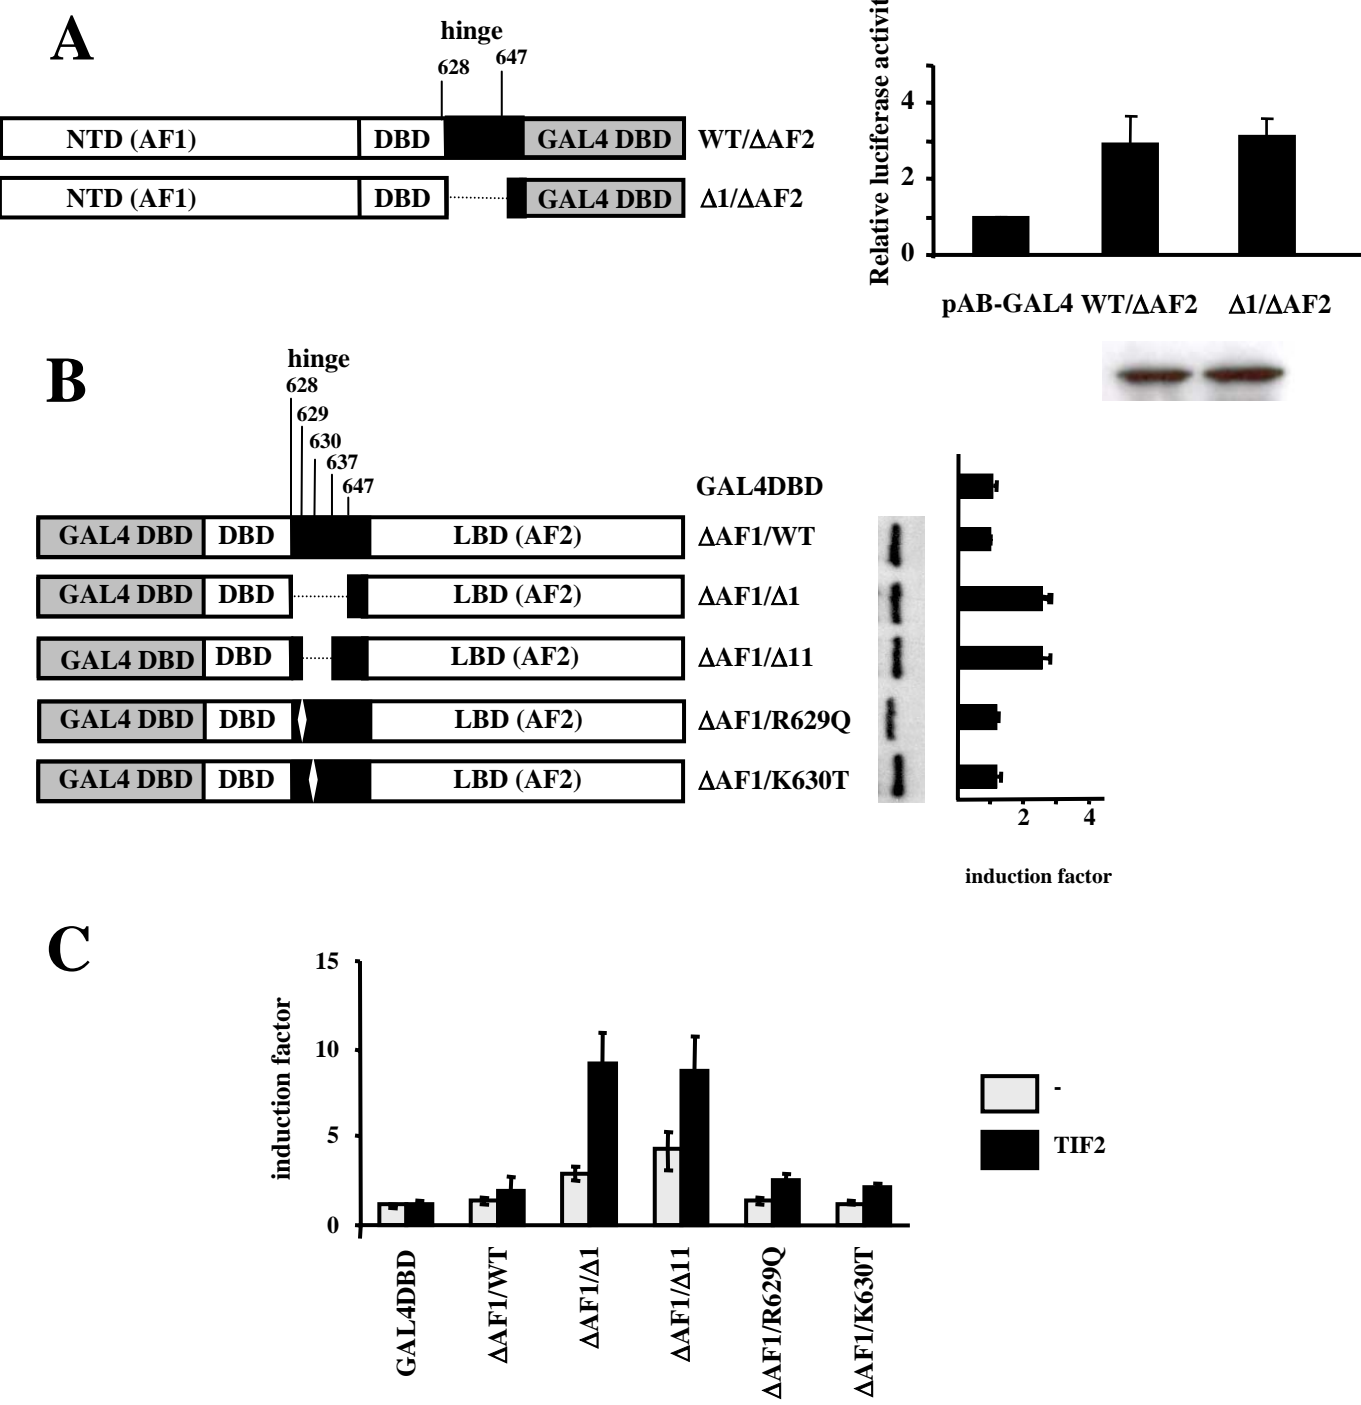 A
hinge
628
647
NTD (AF1)
DBD
GAL4 DBD
WT/ΔAF2
NTD (AF1)
DBD
GAL4 DBD
Δ1/ΔAF2
Relative luciferase activi
4
2
0
pAB-GAL4 WT/ΔAF2 Δ1/ΔAF2
B
hinge
628
629
630
637
647
GAL4DBD
GAL4 DBD DBD LBD (AF2) ΔAF1/WT
GAL4 DBD DBD LBD (AF2) ΔAF1/Δ1
GAL4 DBD DBD LBD (AF2) ΔAF1/Δ11
GAL4 DBD DBD LBD (AF2) ΔAF1/R629Q
GAL4 DBD DBD LBD (AF2) ΔAF1/K630T
2 4
induction factor
C
induction factor
15
10
5
0
GAL4DBD
ΔAF1/WT
ΔAF1/Δ1
ΔAF1/Δ11
ΔAF1/R629Q
ΔAF1/K630T
-
TIF2